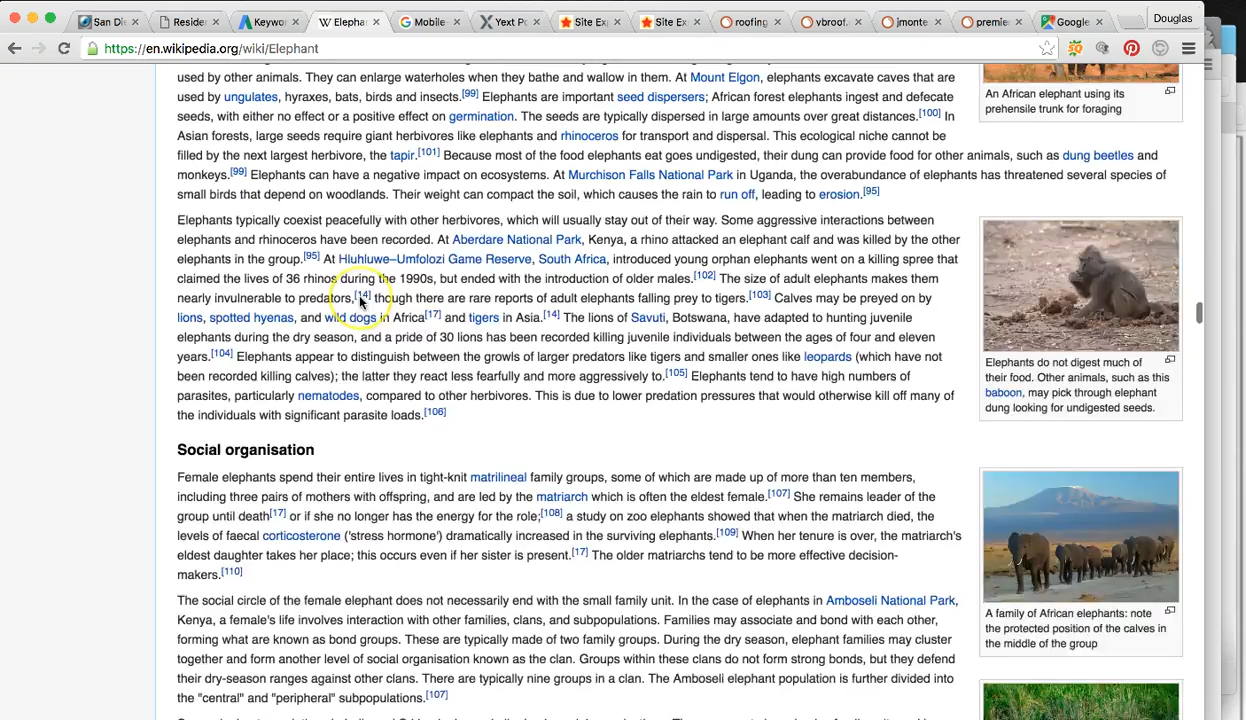 San Di
Residen
Keywor
Elepha
Mobile-
Yext Po
Site Exp
Site Exp
roofing
vbroof.
jmonte
premie
Google
Douglas
https://en.wikipedia.org/wiki/Elephant
used by other animals. They can enlarge waterholes when they bathe and wallow in them. At Mount Elgon, elephants excavate caves that are
used by ungulates, hyraxes, bats, birds and insects.[99] Elephants are important seed dispersers; African forest elephants ingest and defecate
seeds, with either no effect or a positive effect on germination. The seeds are typically dispersed in large amounts over great distances.[100] In
Asian forests, large seeds require giant herbivores like elephants and rhinoceros for transport and dispersal. This ecological niche cannot be
filled by the next largest herbivore, the tapir.[101] Because most of the food elephants eat goes undigested, their dung can provide food for other animals, such as dung beetles and
monkeys.[99] Elephants can have a negative impact on ecosystems. At Murchison Falls National Park in Uganda, the overabundance of elephants has threatened several species of
small birds that depend on woodlands. Their weight can compact the soil, which causes the rain to run off, leading to erosion.[95]
An African elephant using its
prehensile trunk for foraging
Elephants typically coexist peacefully with other herbivores, which will usually stay out of their way. Some aggressive interactions between
elephants and rhinoceros have been recorded. At Aberdare National Park, Kenya, a rhino attacked an elephant calf and was killed by the other
elephants in the group.[95] At Hluhluwe–Umfolozi Game Reserve, South Africa, introduced young orphan elephants went on a killing spree that
claimed the lives of 36 rhino during the 1990s, but ended with the introduction of older males.[102] The size of adult elephants makes them
nearly invulnerable to predators,[14] though there are rare reports of adult elephants falling prey to tigers.[103] Calves may be preyed on by
lions, spotted hyenas, and wild dogs in Africa[17] and tigers in Asia.[14] The lions of Savuti, Botswana, have adapted to hunting juvenile
elephants during the dry season, and a pride of 30 lions has been recorded killing juvenile individuals between the ages of four and eleven
years.[104] Elephants appear to distinguish between the growls of larger predators like tigers and smaller ones like leopards (which have not
been recorded killing calves); the latter they react less fearfully and more aggressively to.[105] Elephants tend to have high numbers of
parasites, particularly nematodes, compared to other herbivores. This is due to lower predation pressures that would otherwise kill off many of
the individuals with significant parasite loads.[106]
Elephants do not digest much of
their food. Other animals, such as this
baboon, may pick through elephant
dung looking for undigested seeds.
Social organisation
Female elephants spend their entire lives in tight-knit matrilineal family groups, some of which are made up of more than ten members,
including three pairs of mothers with offspring, and are led by the matriarch which is often the eldest female.[107] She remains leader of the
group until death[17] or if she no longer has the energy for the role;[108] a study on zoo elephants showed that when the matriarch died, the
levels of faecal corticosterone ('stress hormone') dramatically increased in the surviving elephants.[109] When her tenure is over, the matriarch's
eldest daughter takes her place; this occurs even if her sister is present.[17] The older matriarchs tend to be more effective decision-
makers.[110]
The social circle of the female elephant does not necessarily end with the small family unit. In the case of elephants in Amboseli National Park,
Kenya, a female's life involves interaction with other families, clans, and subpopulations. Families may associate and bond with each other,
forming what are known as bond groups. These are typically made of two family groups. During the dry season, elephant families may cluster
together and form another level of social organisation known as the clan. Groups within these clans do not form strong bonds, but they defend
their dry-season ranges against other clans. There are typically nine groups in a clan. The Amboseli elephant population is further divided into
the "central" and "peripheral" subpopulations.[107]
A family of African elephants: note
the protected position of the calves in
the middle of the group